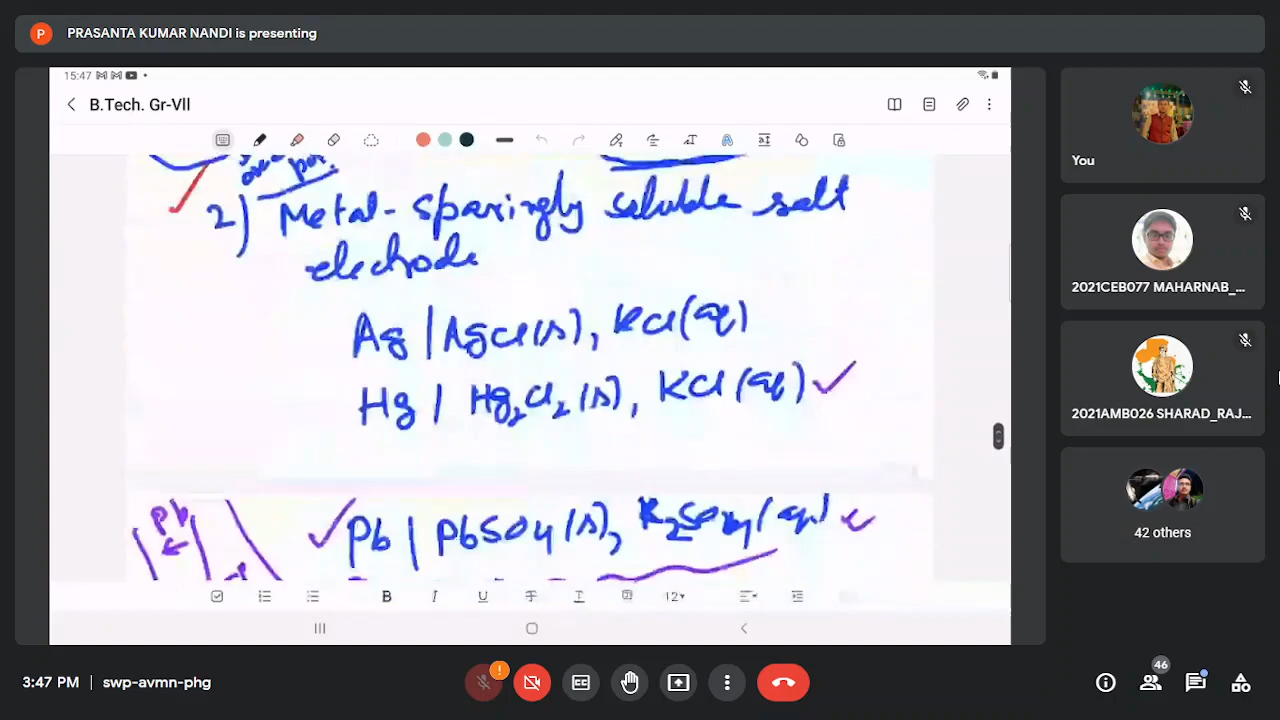 P
PRASANTA KUMAR NANDI is presenting
15:47
B.Tech. Gr-VII
2) Metal-sparingly soluble salt
electrode
Ag | AgCl(s), KCl(aq)
Hg | Hg2Cl2(s), KCl(aq)
Pb
Pb | PbSO4(s), K2SO4(aq)
B I U T T 12
You
2021CEB077 MAHARNAB_...
2021AMB026 SHARAD_RAJ...
42 others
3:47 PM | swp-avmn-phg
46